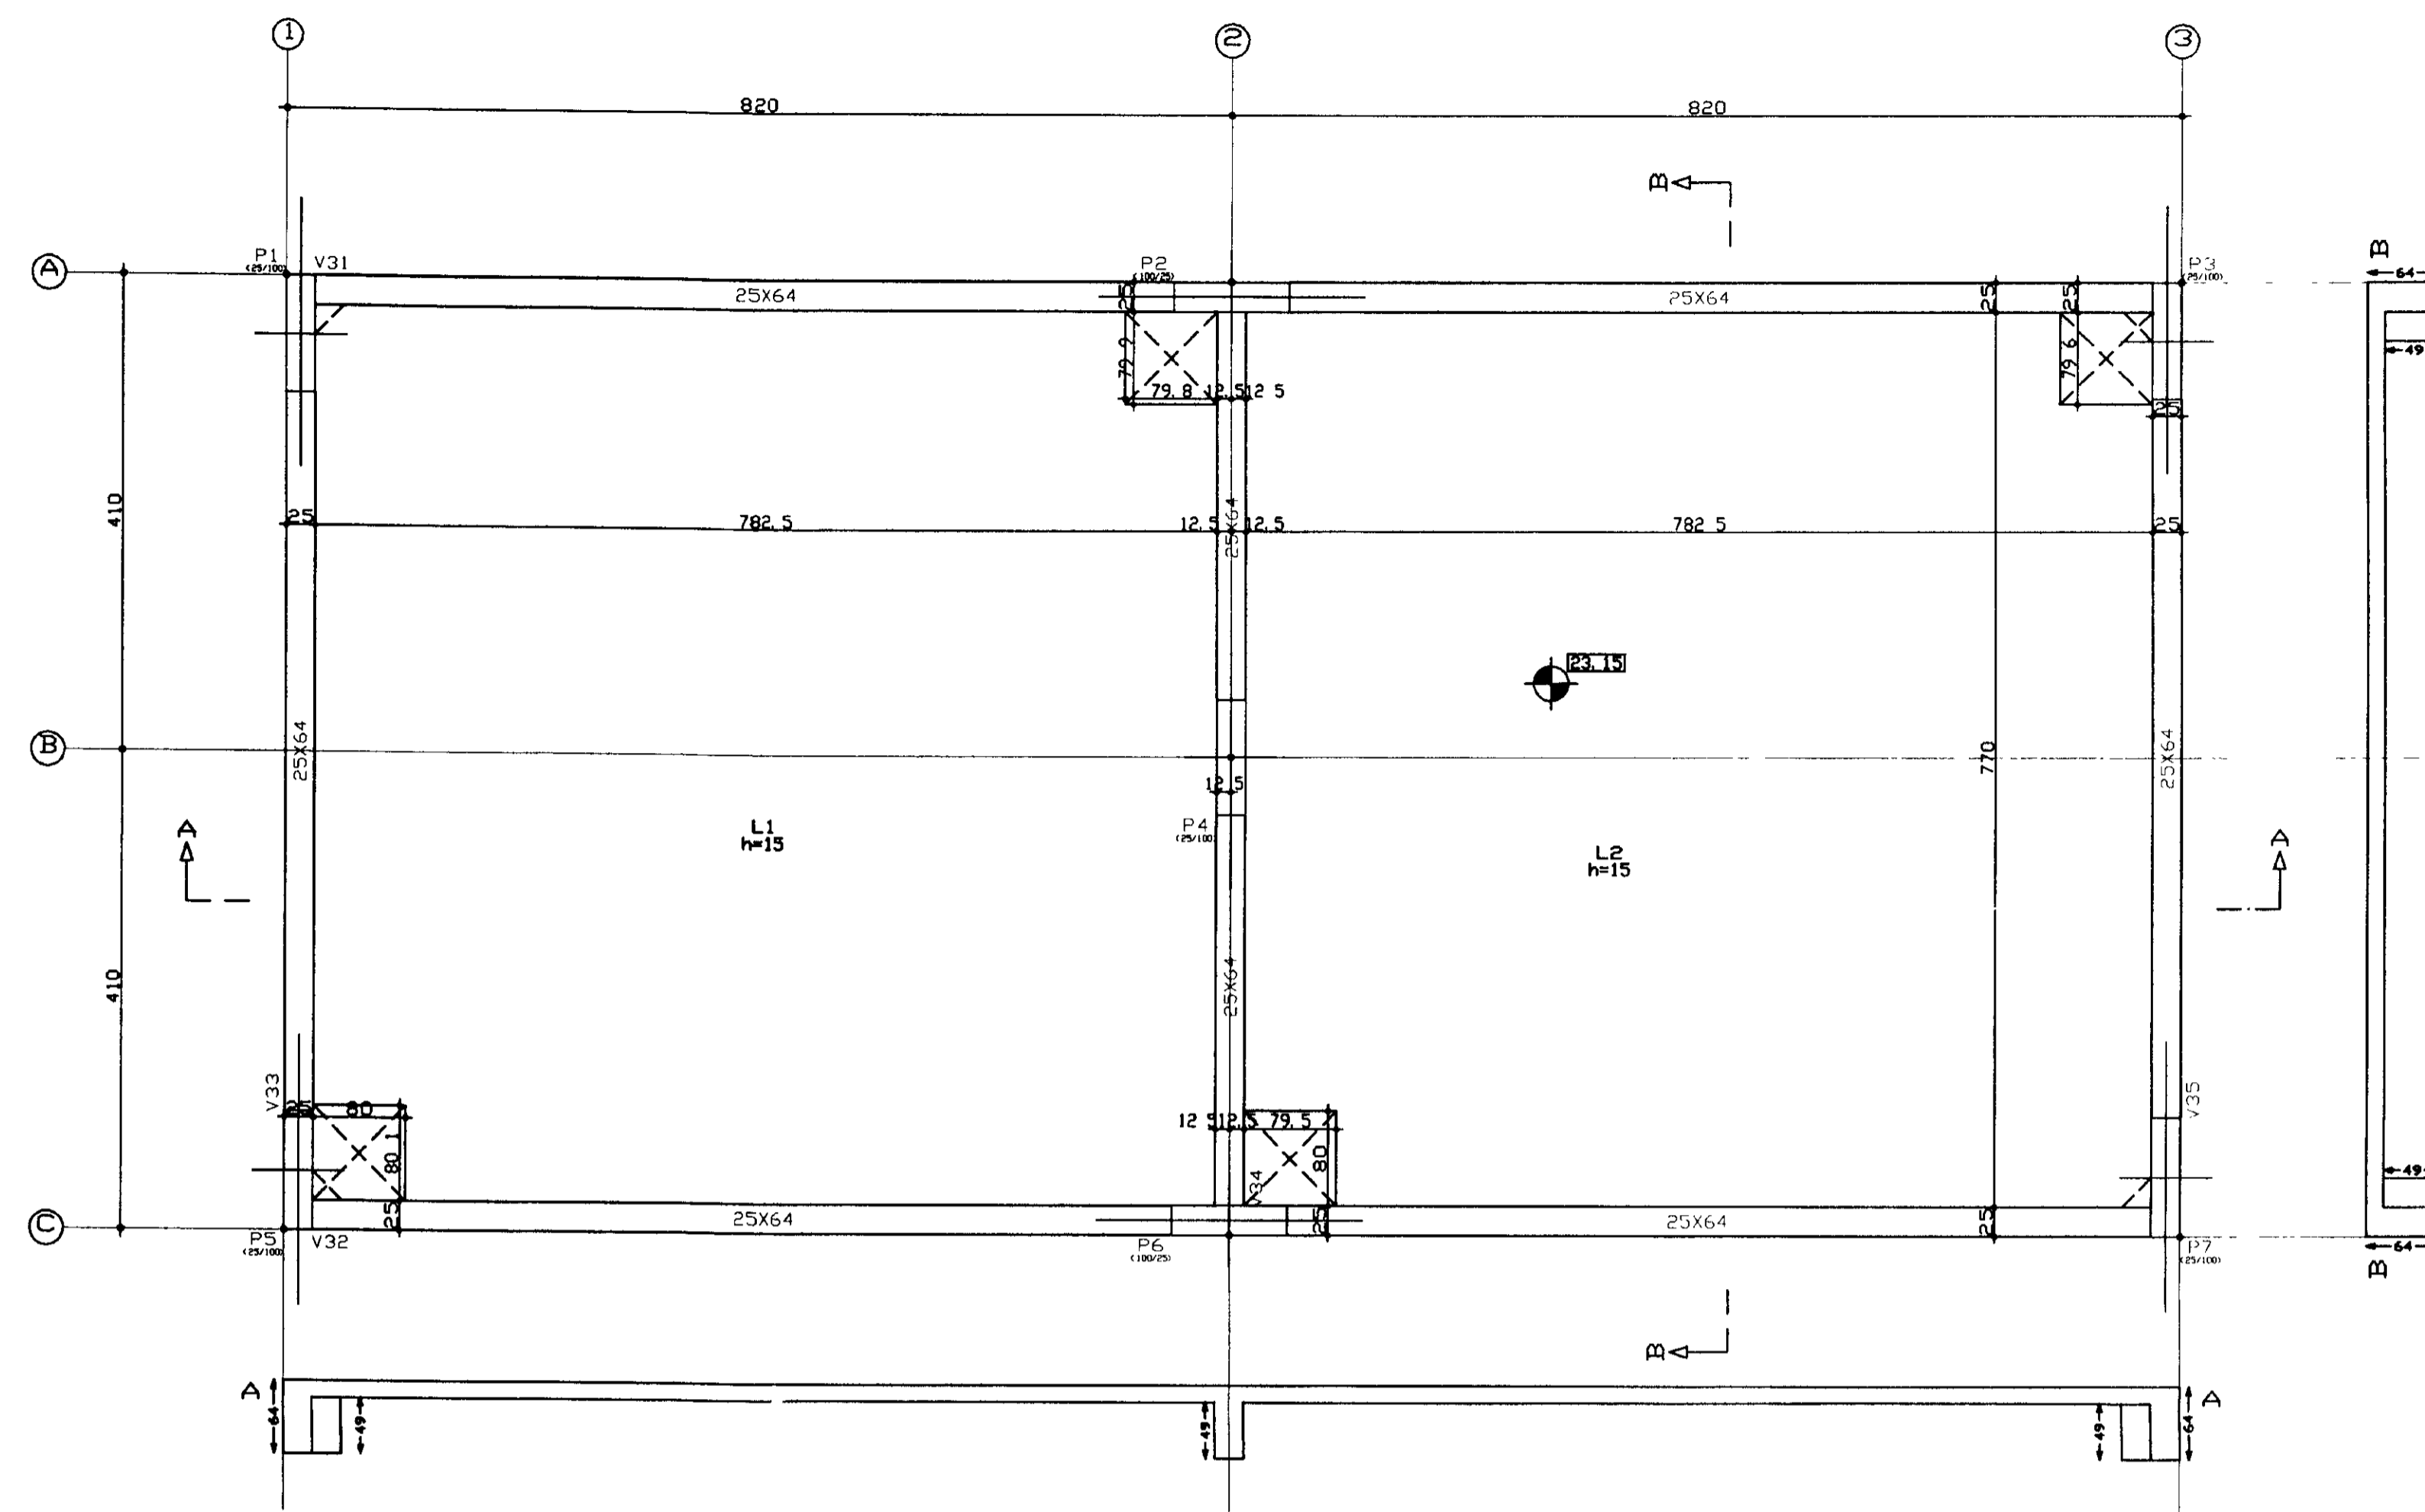 1
2
3
820
820
B
B
64
A
P1
(25/100)
V31
25X64
P2
(100/25)
25
25X64
25
25
P3
(25/100)
79.9
79.8
12.5
12 5
79 6
25
49
410
25
782.5
12.5
12,5
25X64
782 5
25
23.15
B
25X64
12.5
770
25X64
A
L1
h=15
P4
(25/100)
L2
h=15
A
410
25X64
V33
25
80
80.1
12 5
12.5
79.5
80
V34
V35
49
C
P5
(25/100)
V32
25
25X64
P6
(100/25)
25
25X64
25
P7
(25/100)
64
B
B
A
64
49
49
49
64
A